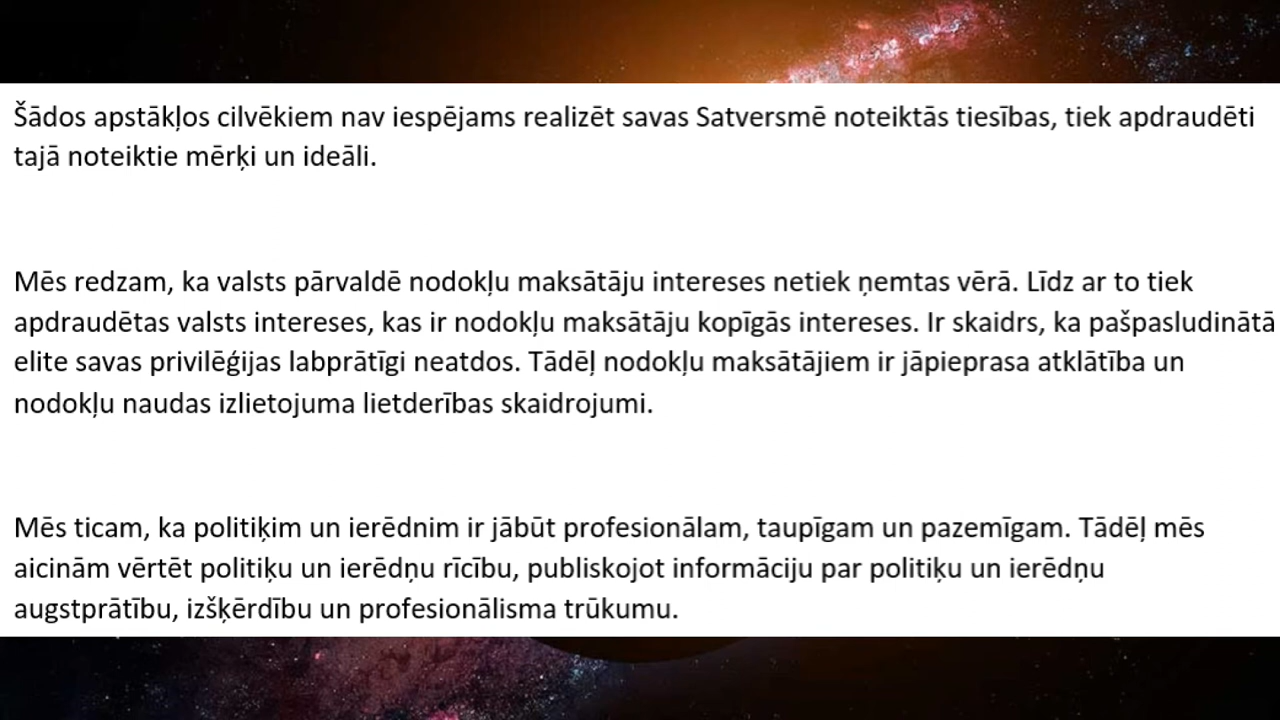 Šādos apstākļos cilvēkiem nav iespējams realizēt savas Satversmē noteiktās tiesības, tiek apdraudēti
tajā noteiktie mērķi un ideāli.
Mēs redzam, ka valsts pārvaldē nodokļu maksātāju intereses netiek ņemtas vērā. Līdz ar to tiek
apdraudētas valsts intereses, kas ir nodokļu maksātāju kopīgās intereses. Ir skaidrs, ka pašpasludinātā
elite savas privilēģijas labprātīgi neatdos. Tādēļ nodokļu maksātājiem ir jāpieprasa atklātība un
nodokļu naudas izlietojuma lietderības skaidrojumi.
Mēs ticam, ka politiķim un ierēdnim ir jābūt profesionālam, taupīgam un pazemīgam. Tādēļ mēs
aicinām vērtēt politiķu un ierēdņu rīcību, publiskojot informāciju par politiķu un ierēdņu
augstprātību, izšķērdību un profesionālisma trūkumu.